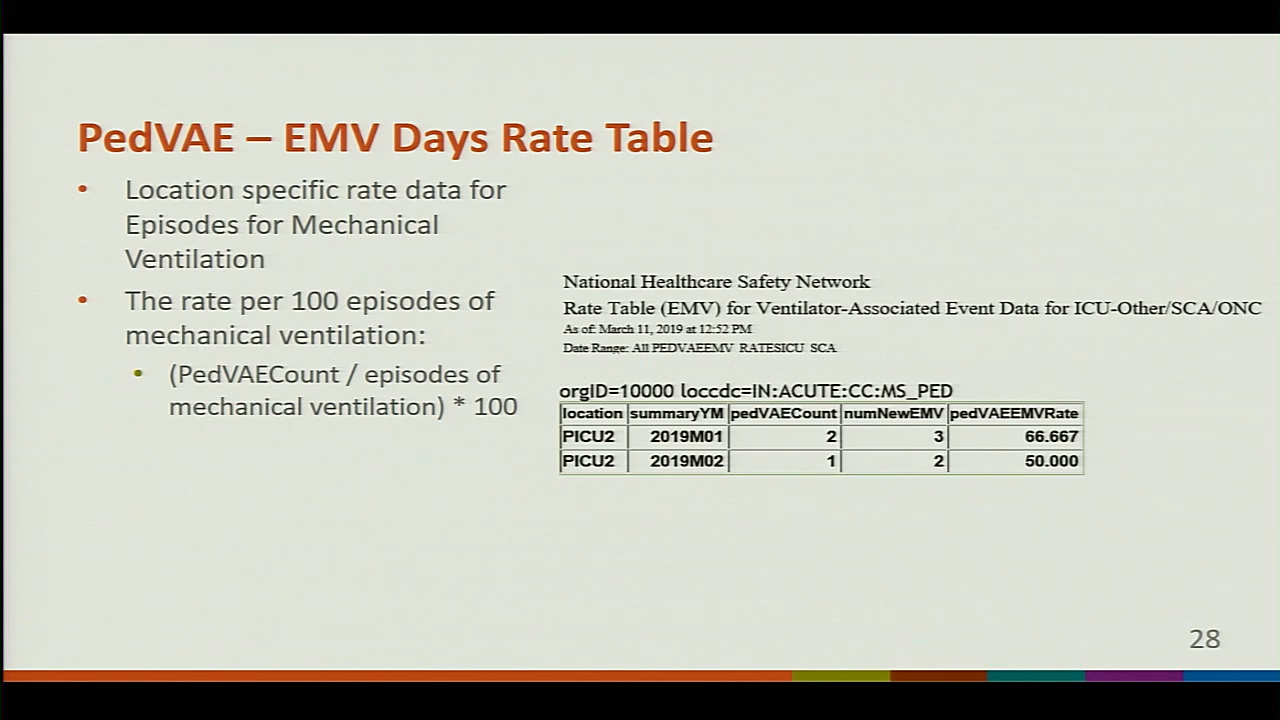 PedVAE – EMV Days Rate Table
• Location specific rate data for
Episodes for Mechanical
Ventilation
• The rate per 100 episodes of
mechanical ventilation:
• (PedVAECount / episodes of
mechanical ventilation) * 100
National Healthcare Safety Network
Rate Table (EMV) for Ventilator-Associated Event Data for ICU-Other/SCA/ONC
As of: March 11, 2019 at 12:52 PM
Date Range: All PEDVAEEMV_RATESICU_SCA
orgID=10000 loccdc=IN:ACUTE:CC:MS_PED
location summaryYM pedVAECount numNewEMV pedVAEEMVRate
PICU2 2019M01 2 3 66.667
PICU2 2019M02 1 2 50.000
28